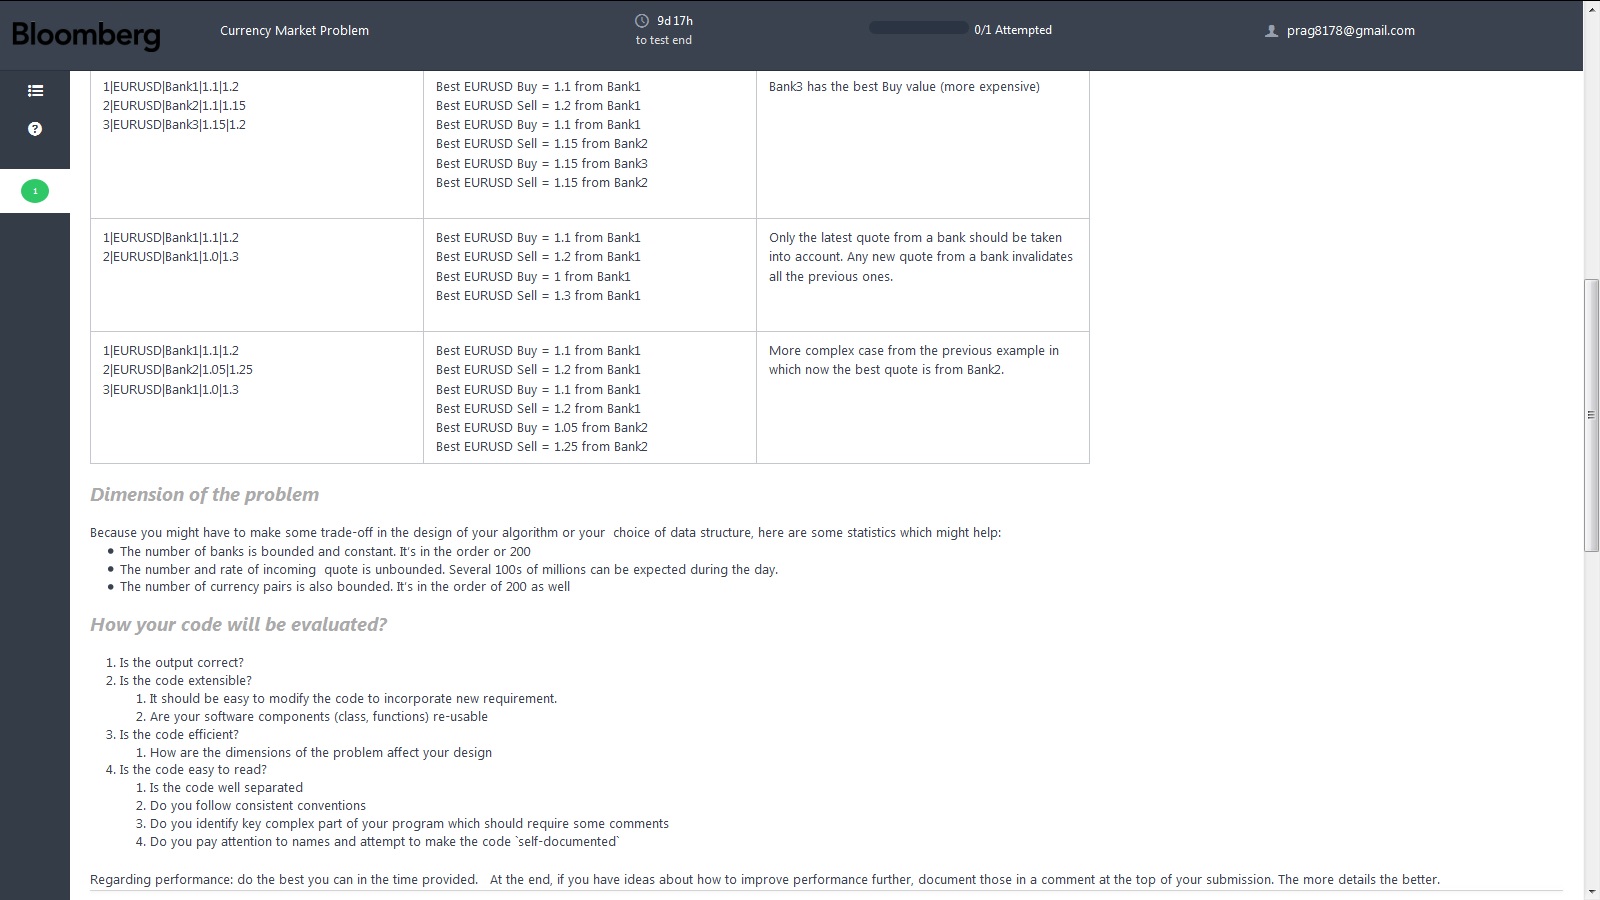 Bloomberg
Currency Market Problem
9d 17h
to test end
0/1 Attempted
prag8178@gmail.com
1
1|EURUSD|Bank1|1.1|1.2
2|EURUSD|Bank2|1.1|1.15
3|EURUSD|Bank3|1.15|1.2
Best EURUSD Buy = 1.1 from Bank1
Best EURUSD Sell = 1.2 from Bank1
Best EURUSD Buy = 1.1 from Bank1
Best EURUSD Sell = 1.15 from Bank2
Best EURUSD Buy = 1.15 from Bank3
Best EURUSD Sell = 1.15 from Bank2
Bank3 has the best Buy value (more expensive)
1|EURUSD|Bank1|1.1|1.2
2|EURUSD|Bank1|1.0|1.3
Best EURUSD Buy = 1.1 from Bank1
Best EURUSD Sell = 1.2 from Bank1
Best EURUSD Buy = 1 from Bank1
Best EURUSD Sell = 1.3 from Bank1
Only the latest quote from a bank should be taken
into account. Any new quote from a bank invalidates
all the previous ones.
1|EURUSD|Bank1|1.1|1.2
2|EURUSD|Bank2|1.05|1.25
3|EURUSD|Bank1|1.0|1.3
Best EURUSD Buy = 1.1 from Bank1
Best EURUSD Sell = 1.2 from Bank1
Best EURUSD Buy = 1.1 from Bank1
Best EURUSD Sell = 1.2 from Bank1
Best EURUSD Buy = 1.05 from Bank2
Best EURUSD Sell = 1.25 from Bank2
More complex case from the previous example in
which now the best quote is from Bank2.
Dimension of the problem
Because you might have to make some trade-off in the design of your algorithm or your choice of data structure, here are some statistics which might help:
• The number of banks is bounded and constant. It's in the order or 200
• The number and rate of incoming quote is unbounded. Several 100s of millions can be expected during the day.
• The number of currency pairs is also bounded. It's in the order of 200 as well
How your code will be evaluated?
1. Is the output correct?
2. Is the code extensible?
1. It should be easy to modify the code to incorporate new requirement.
2. Are your software components (class, functions) re-usable
3. Is the code efficient?
1. How are the dimensions of the problem affect your design
4. Is the code easy to read?
1. Is the code well separated
2. Do you follow consistent conventions
3. Do you identify key complex part of your program which should require some comments
4. Do you pay attention to names and attempt to make the code `self-documented`
Regarding performance: do the best you can in the time provided. At the end, if you have ideas about how to improve performance further, document those in a comment at the top of your submission. The more details the better.